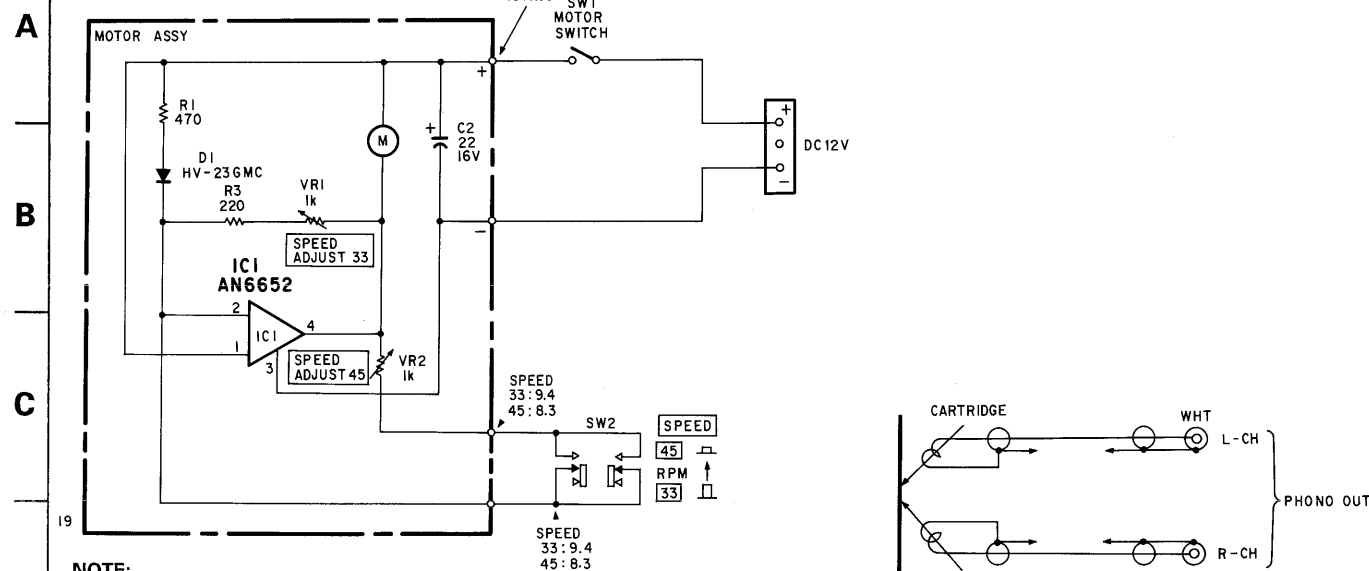 A
B
C
MOTOR ASSY
SW1
MOTOR
SWITCH
+
R1
470
D1
HV-23GMC
R3
220
VR1
1k
M
+
C2
22
16V
+
DC12V
−
−
SPEED
ADJUST 33
IC1
AN6652
2
1
IC1
4
3
SPEED
ADJUST 45
VR2
1k
SPEED
33:9.4
45:8.3
SW2
SPEED
45
RPM
33
SPEED
33:9.4
45:8.3
19
NOTE:
CARTRIDGE
WHT
L-CH
PHONO OUT
R-CH